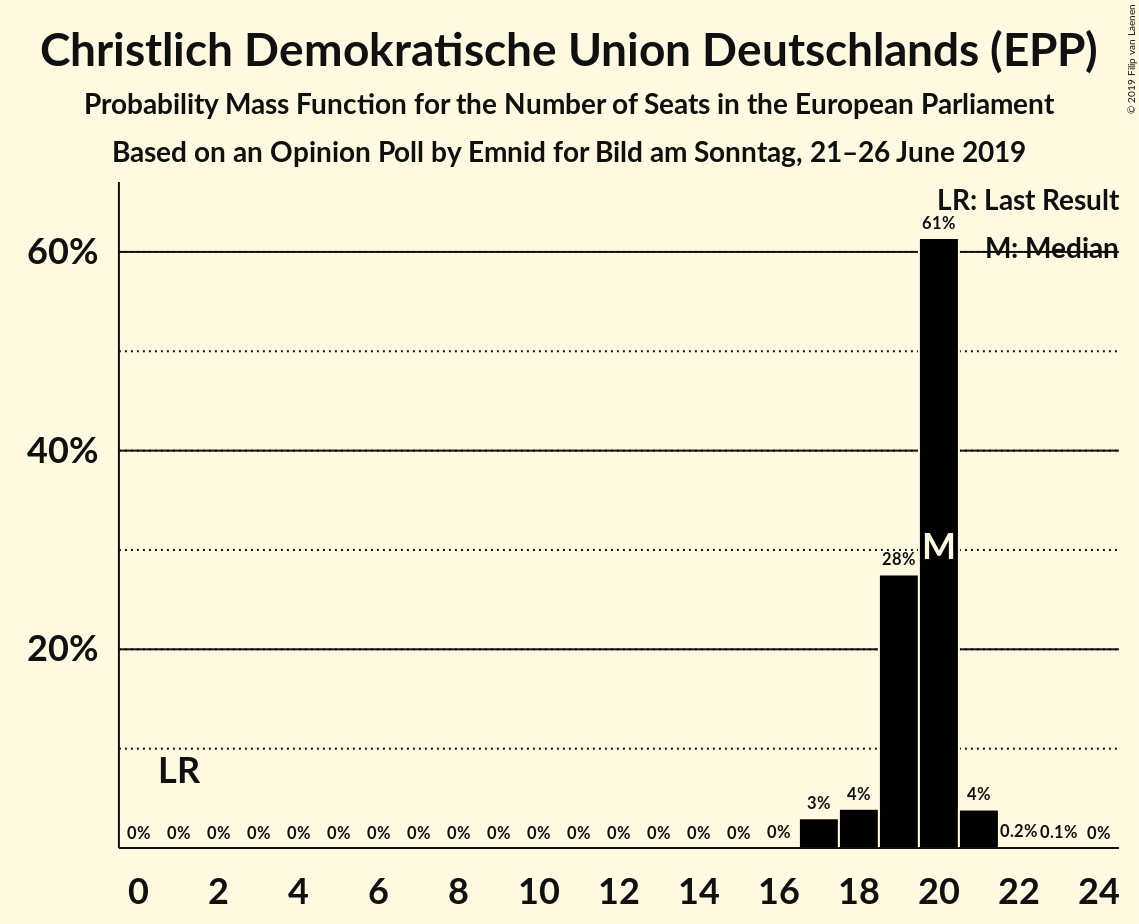 Christlich Demokratische Union Deutschlands (EPP)
Probability Mass Function for the Number of Seats in the European Parliament
Based on an Opinion Poll by Emnid for Bild am Sonntag, 21–26 June 2019
© 2019 Filip van Laenen
LR: Last Result
M: Median
60%
40%
20%
61%
28%
M
LR
0% 0% 0% 0% 0% 0% 0% 0% 0% 0% 0% 0% 0% 0% 0% 0% 0% 3% 4% 4% 0.2% 0.1% 0%
0 2 4 6 8 10 12 14 16 18 20 22 24